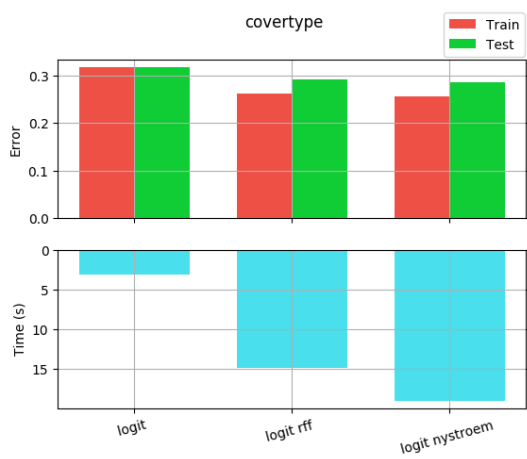 covertype
Train
Test
0.3
0.2
0.1
0.0
Error
0
5
10
15
Time (s)
logit
logit rff
logit nystroem